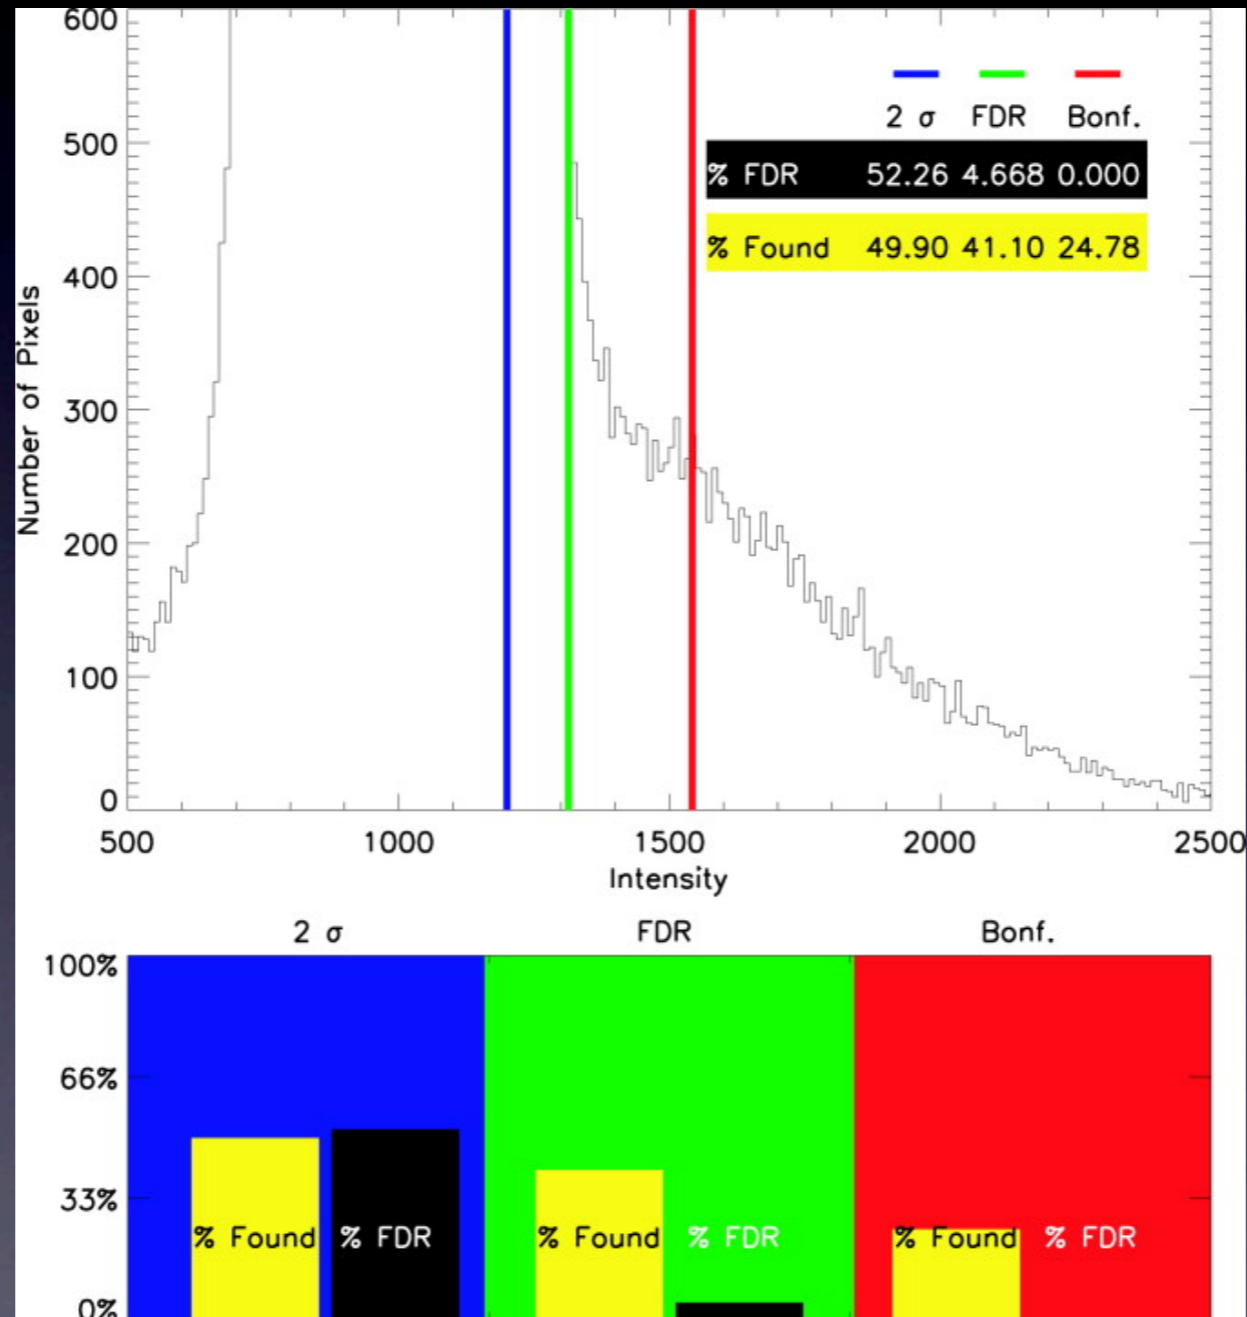 600
500
400
300
200
100
0
Number of Pixels
2 σ FDR Bonf.
% FDR 52.26 4.668 0.000
% Found 49.90 41.10 24.78
500 1000 1500 2000 2500
Intensity
2 σ FDR Bonf.
100%
66%
33%
0%
% Found % FDR % Found % FDR % Found % FDR